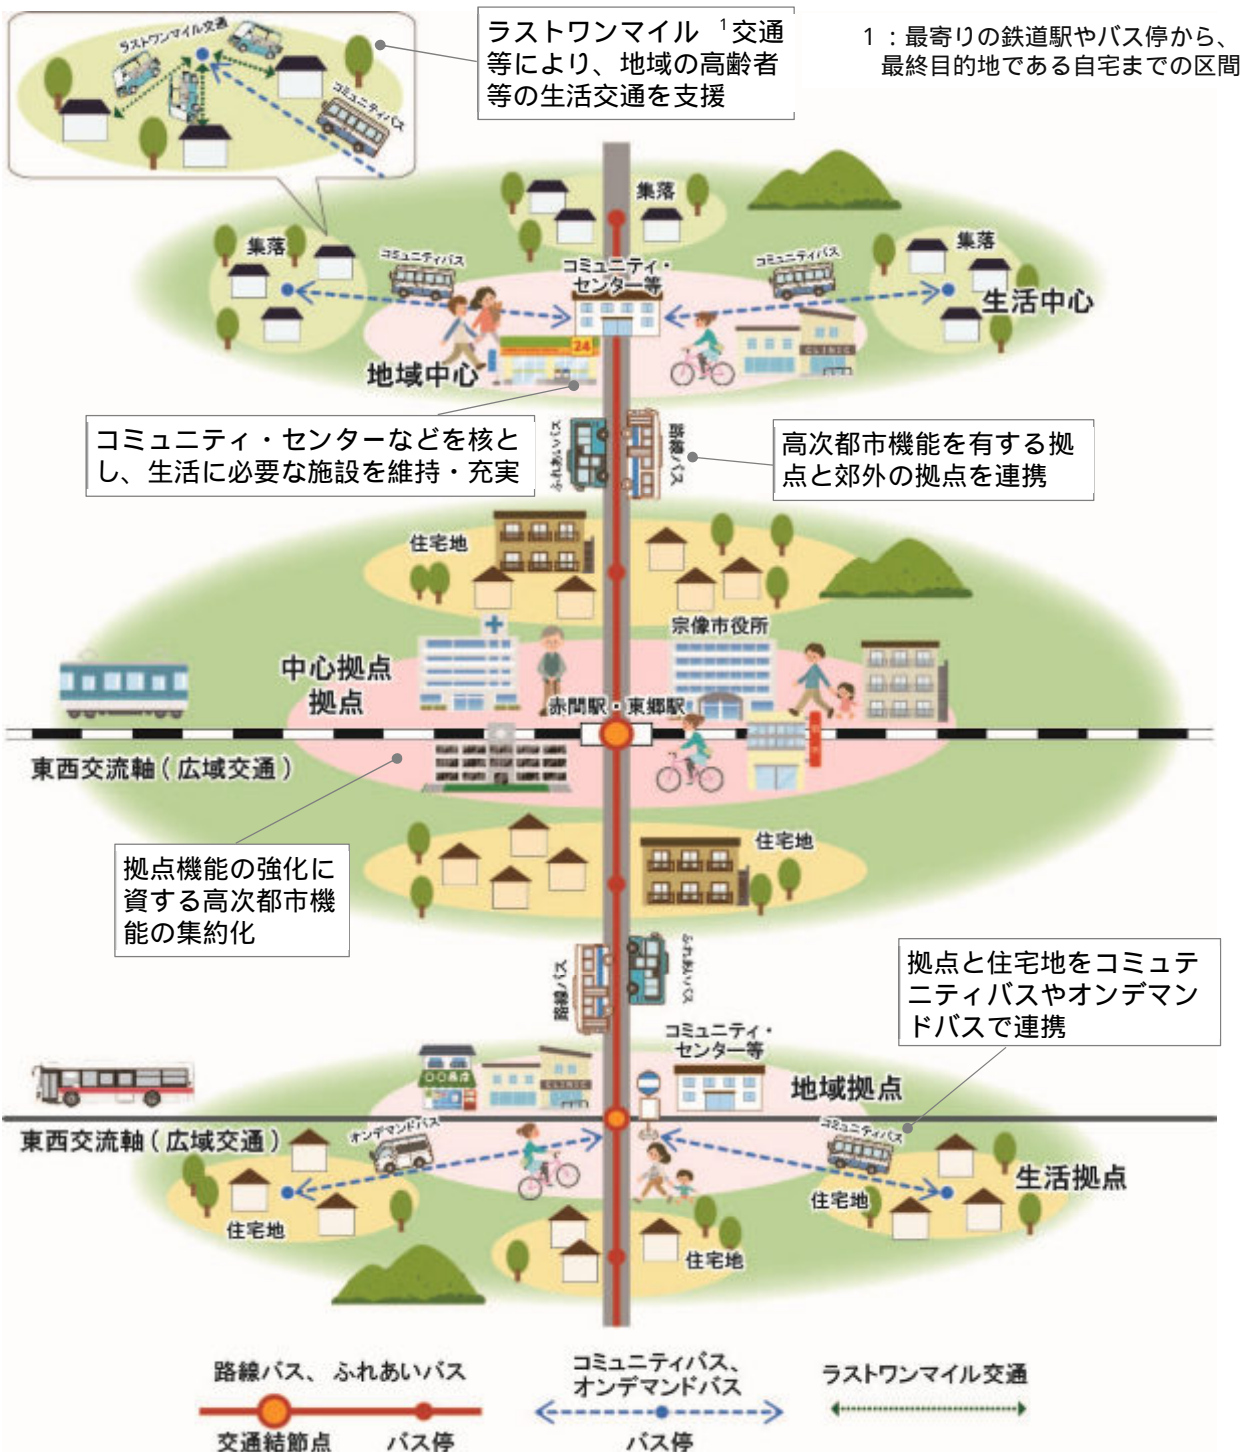 ラストワンマイル交通
コミュニティバス
ラストワンマイル 1交通
等により、地域の高齢者
等の生活交通を支援
1：最寄りの鉄道駅やバス停から、
最終目的地である自宅までの区間
集落
集落
コミュニティバス
コミュニティ・
センター等
コミュニティバス
集落
生活中心
24
CLINIC
地域中心
コミュニティ・センターなどを核と
し、生活に必要な施設を維持・充実
ふれあいバス
路線バス
高次都市機能を有する拠
点と郊外の拠点を連携
住宅地
宗像市役所
中心拠点
拠点
赤間駅・東郷駅
東西交流軸（広域交通）
住宅地
拠点機能の強化に
資する高次都市機
能の集約化
路線バス
ふれあいバス
拠点と住宅地をコミュテ
ニティバスやオンデマン
ドバスで連携
コミュニティ・
センター等
CLINIC
地域拠点
東西交流軸（広域交通）
オンデマンドバス
コミュニティバス
生活拠点
住宅地
住宅地
住宅地
路線バス、ふれあいバス
コミュニティバス、
オンデマンドバス
ラストワンマイル交通
交通結節点
バス停
バス停